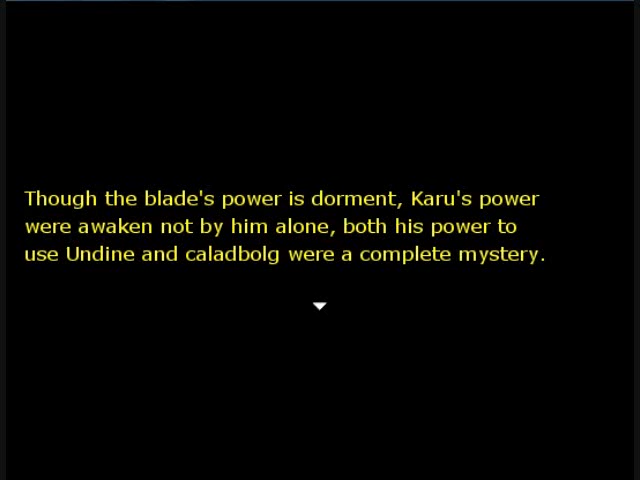 Though the blade's power is dorment, Karu's power
were awaken not by him alone, both his power to
use Undine and caladbolg were a complete mystery.